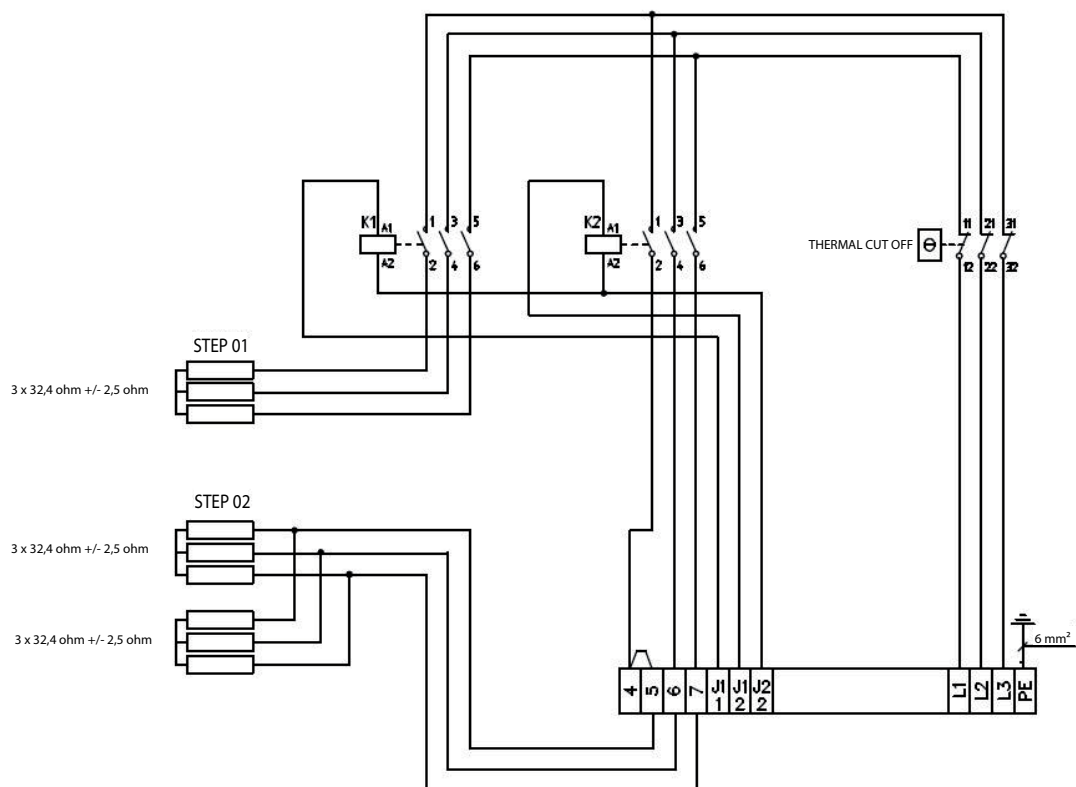 K1
A1
A2
1
3
5
2
4
6
K2
A1
A2
1
3
5
2
4
6
THERMAL CUT OFF
11
21
31
12
22
32
STEP 01
3 x 32,4 ohm +/- 2,5 ohm
STEP 02
3 x 32,4 ohm +/- 2,5 ohm
3 x 32,4 ohm +/- 2,5 ohm
6 mm²
4
5
6
7
J1 1
J1 2
J2 2
L1
L2
L3
PE